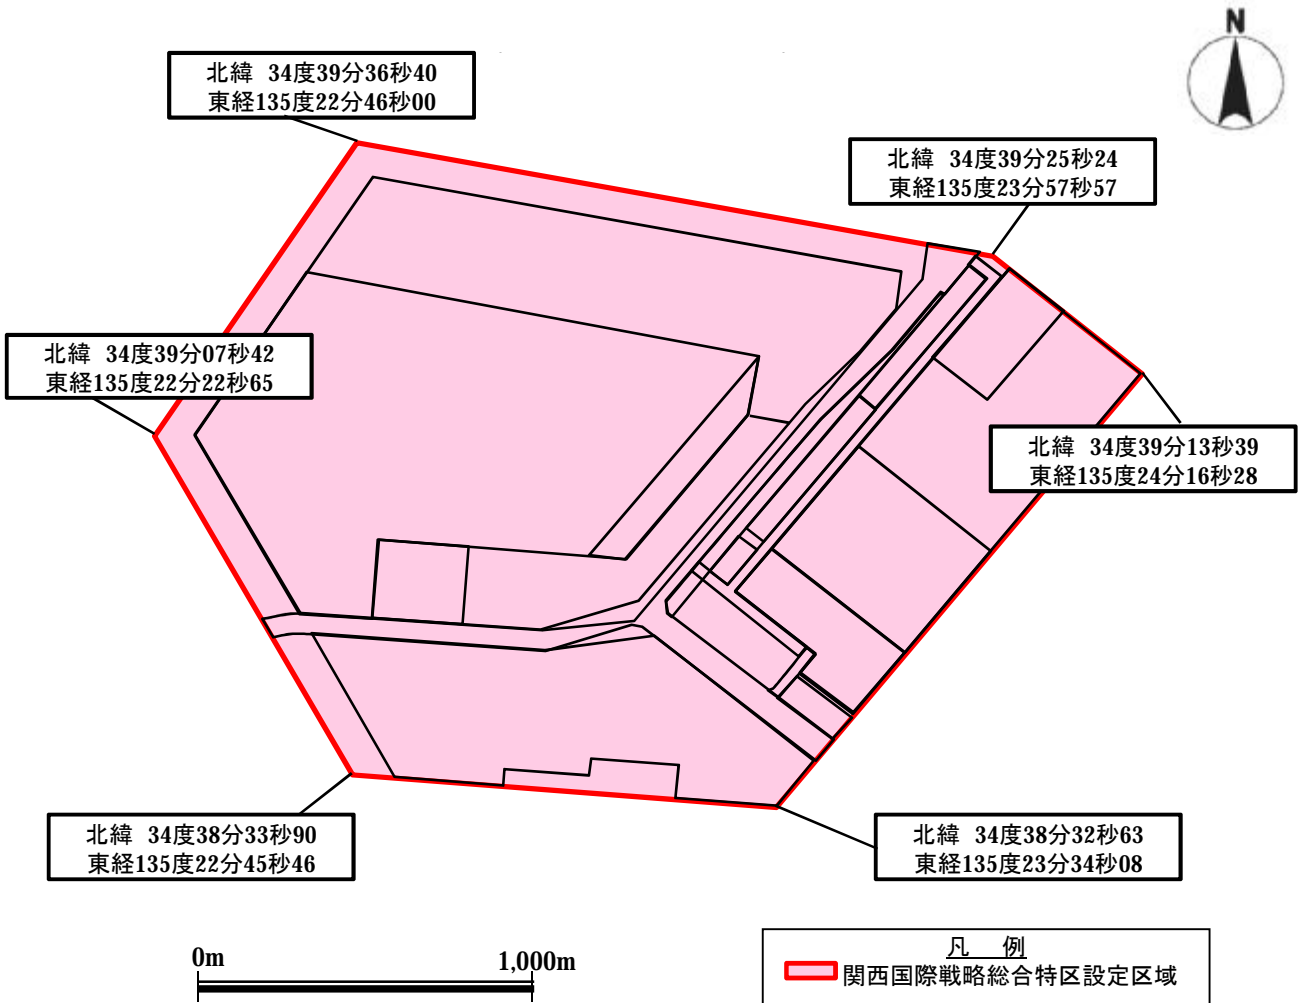 N
北緯 34度39分36秒40
東経135度22分46秒00
北緯 34度39分25秒24
東経135度23分57秒57
北緯 34度39分07秒42
東経135度22分22秒65
北緯 34度39分13秒39
東経135度24分16秒28
北緯 34度38分33秒90
東経135度22分45秒46
北緯 34度38分32秒63
東経135度23分34秒08
0m 1,000m
凡 例
関西国際戦略総合特区設定区域